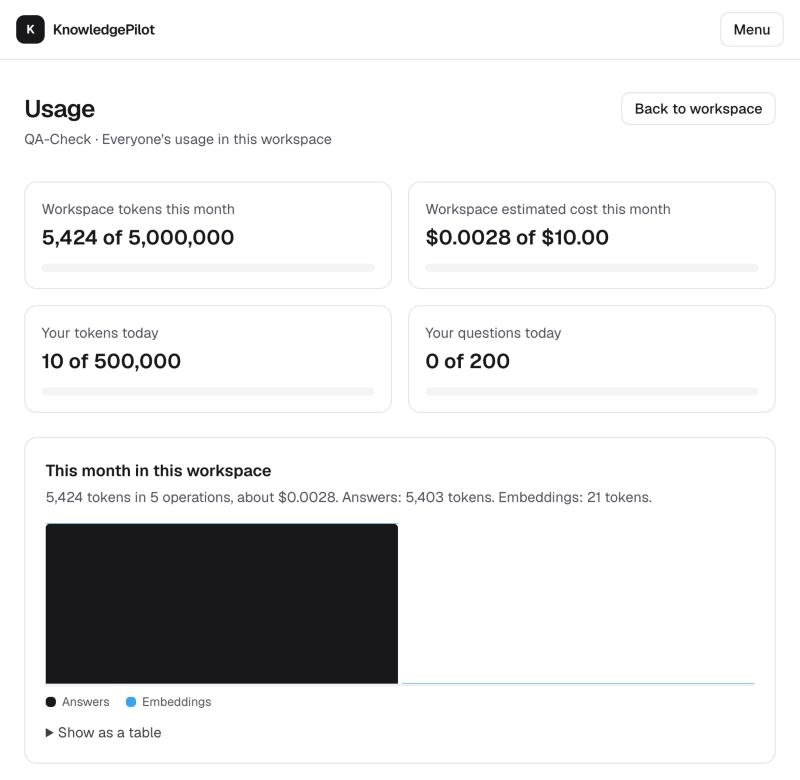 K KnowledgePilot
Menu
Usage
Back to workspace
QA-Check · Everyone's usage in this workspace
Workspace tokens this month
5,424 of 5,000,000
Workspace estimated cost this month
$0.0028 of $10.00
Your tokens today
10 of 500,000
Your questions today
0 of 200
This month in this workspace
5,424 tokens in 5 operations, about $0.0028. Answers: 5,403 tokens. Embeddings: 21 tokens.
Answers
Embeddings
Show as a table